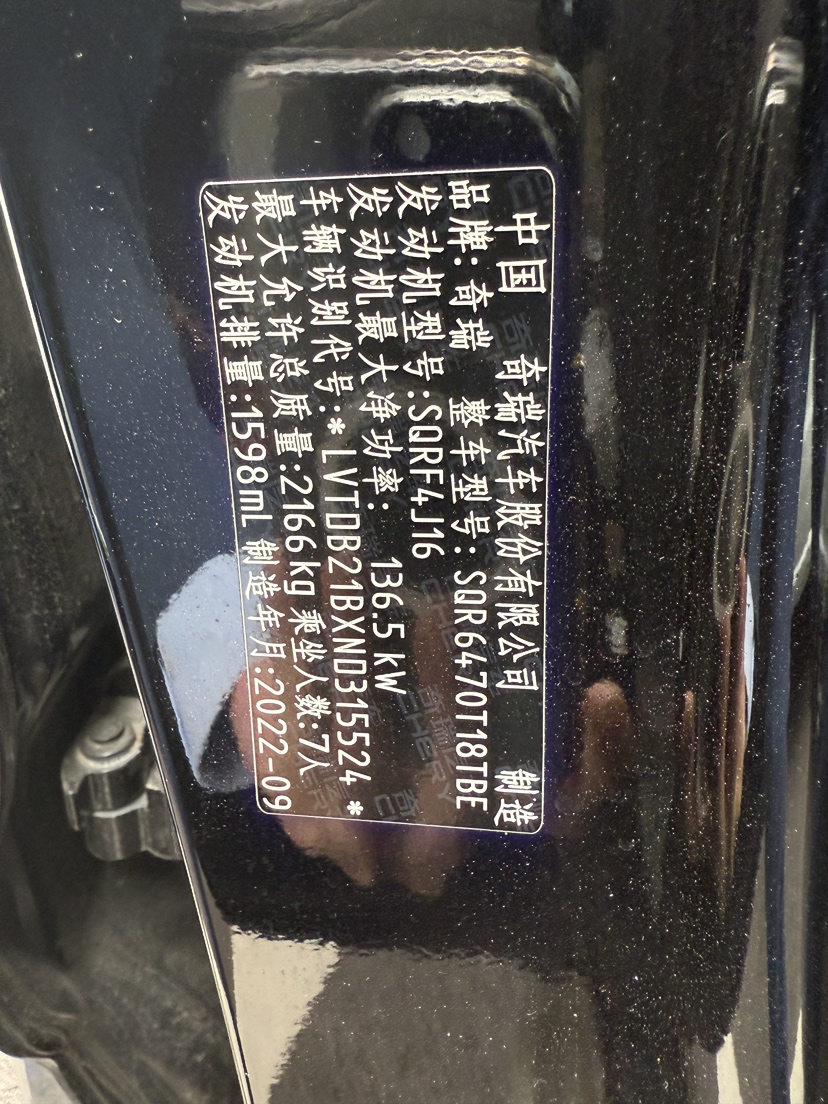 中国 奇瑞汽车股份有限公司 制造
品牌:奇瑞 整车型号:SQR6470T18TBE
发动机型号:SQRF4J16
发动机最大净功率: 136.5 kW
车辆识别代号:*LVTDB21BXND315524*
最大允许总质量:2166 kg 乘坐人数:7人
发动机排量:1598mL 制造年月:2022-09